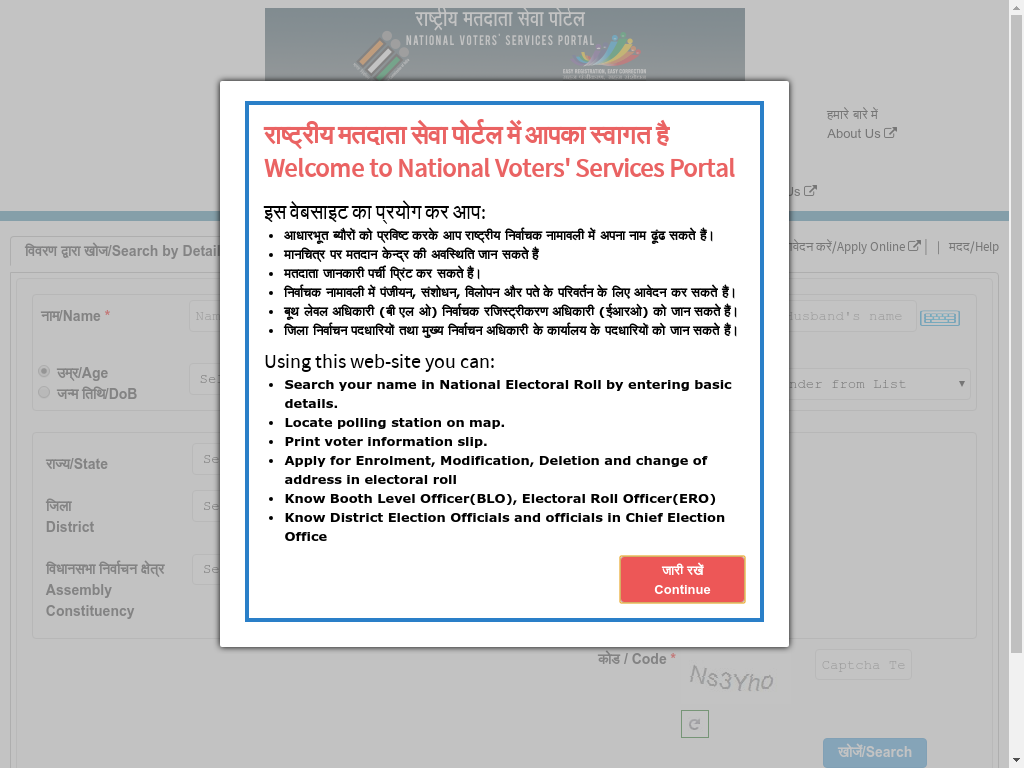 राष्ट्रीय मतदाता सेवा पोर्टल
NATIONAL VOTERS' SERVICES PORTAL
EASY REGISTRATION, EASY CORRECTION
हमारे बारे में
About Us
Us
विवरण द्वारा खोज/Search by Detail
आवेदन करें/Apply Online | | मदद/Help
राष्ट्रीय मतदाता सेवा पोर्टल में आपका स्वागत है
Welcome to National Voters' Services Portal
इस वेबसाइट का प्रयोग कर आप:
• आधारभूत ब्यौरों को प्रविष्ट करके आप राष्ट्रीय निर्वाचक नामावली में अपना नाम ढूंढ सकते हैं।
• मानचित्र पर मतदान केन्द्र की अवस्थिति जान सकते हैं
• मतदाता जानकारी पर्ची प्रिंट कर सकते हैं।
• निर्वाचक नामावली में पंजीयन, संशोधन, विलोपन और पते के परिवर्तन के लिए आवेदन कर सकते हैं।
• बूथ लेवल अधिकारी (बी एल ओ) निर्वाचक रजिस्ट्रीकरण अधिकारी (ईआरओ) को जान सकते हैं।
• जिला निर्वाचन पदधारियों तथा मुख्य निर्वाचन अधिकारी के कार्यालय के पदधारियों को जान सकते हैं।
Using this web-site you can:
• Search your name in National Electoral Roll by entering basic
details.
• Locate polling station on map.
• Print voter information slip.
• Apply for Enrolment, Modification, Deletion and change of
address in electoral roll
• Know Booth Level Officer(BLO), Electoral Roll Officer(ERO)
• Know District Election Officials and officials in Chief Election
Office
जारी रखें
Continue
नाम/Name *
Nam
Husband's name
उम्र/Age
जन्म तिथि/DoB
Se
nder from List
राज्य/State
Se
जिला
District
Se
विधानसभा निर्वाचन क्षेत्र
Assembly
Constituency
Se
कोड / Code *
Ns3Yho
Captcha Te
खोजें/Search